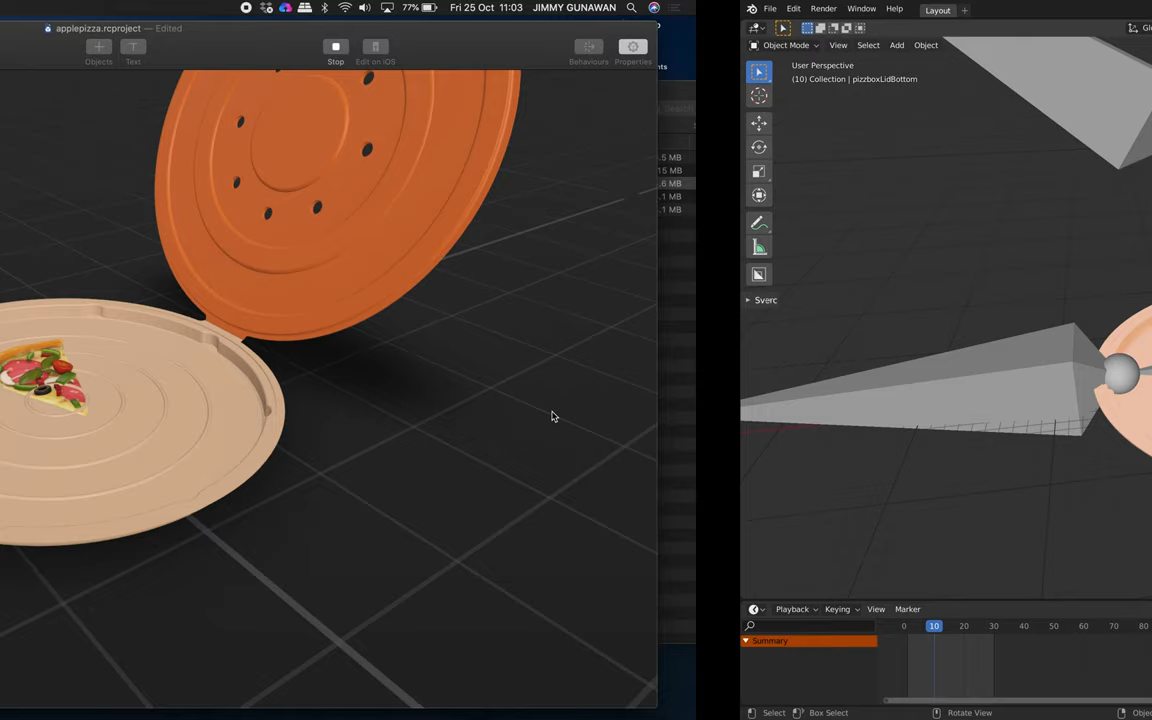 77% Fri 25 Oct 11:03 JIMMY GUNAWAN
applepizza.rcproject — Edited
Objects Text Stop Edit on iOS Behaviours Properties
.5 MB
15 MB
.6 MB
.1 MB
.1 MB
File Edit Render Window Help Layout +
Object Mode View Select Add Object
User Perspective
(10) Collection | pizzboxLidBottom
Playback Keying View Marker
0 10 20 30 40 50 60 70 80
Summary
Select Box Select Rotate View